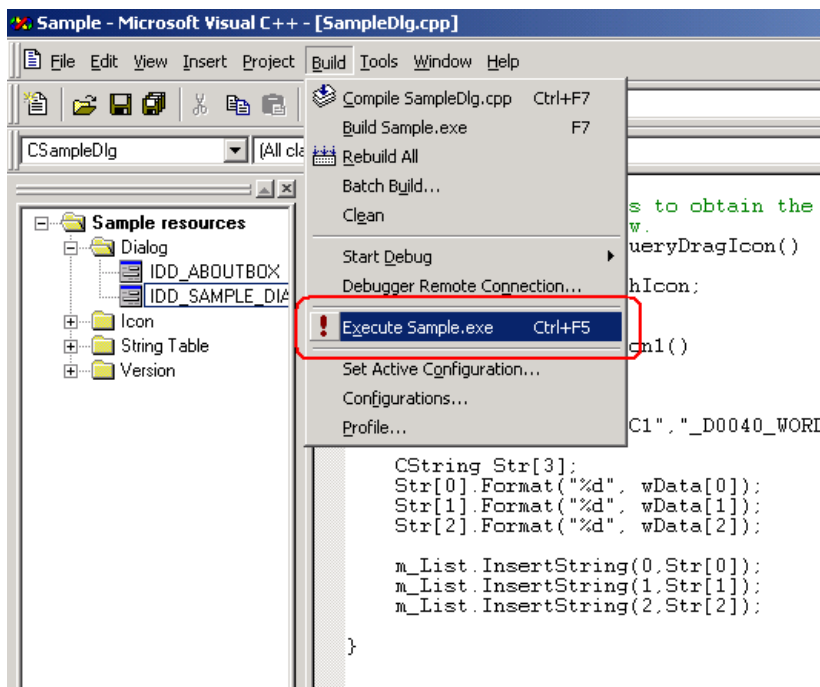 Sample - Microsoft Visual C++ - [SampleDlg.cpp]
File Edit View Insert Project Build Tools Window Help
CSampleDlg
(All cla
Sample resources
Dialog
IDD_ABOUTBOX
IDD_SAMPLE_DIA
Icon
String Table
Version
Compile SampleDlg.cpp Ctrl+F7
Build Sample.exe F7
Rebuild All
Batch Build...
Clean
Start Debug
Debugger Remote Connection...
Execute Sample.exe Ctrl+F5
Set Active Configuration...
Configurations...
Profile...
s to obtain the
w.
ueryDragIcon()
hIcon;
on1()
C1","_D0040_WORD
CString Str[3];
Str[0].Format("%d", wData[0]);
Str[1].Format("%d", wData[1]);
Str[2].Format("%d", wData[2]);
m_List.InsertString(0,Str[0]);
m_List.InsertString(1,Str[1]);
m_List.InsertString(2,Str[2]);
}